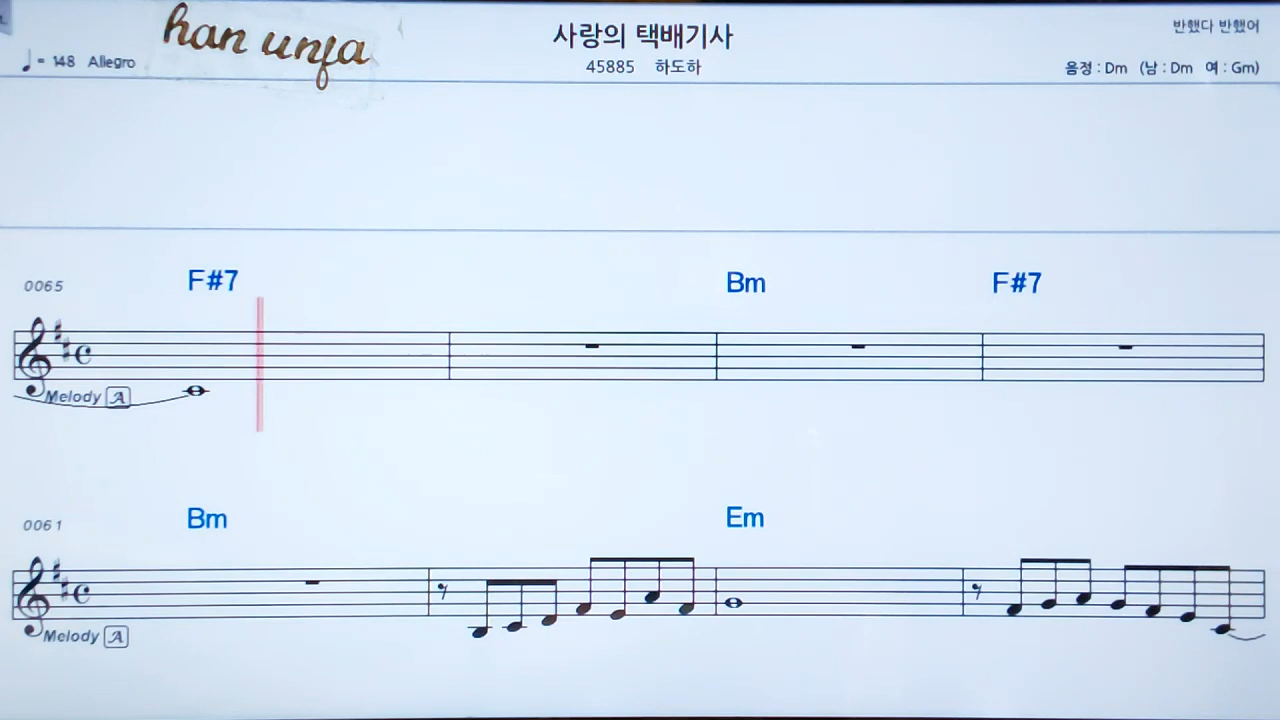 han unfa
사랑의 택배기사
반했다 반했어
♩= 148 Allegro
45885 하도하
음정 : Dm (남 : Dm 여 : Gm)
0065 F#7 Bm F#7
Melody A
0061 Bm Em
Melody A